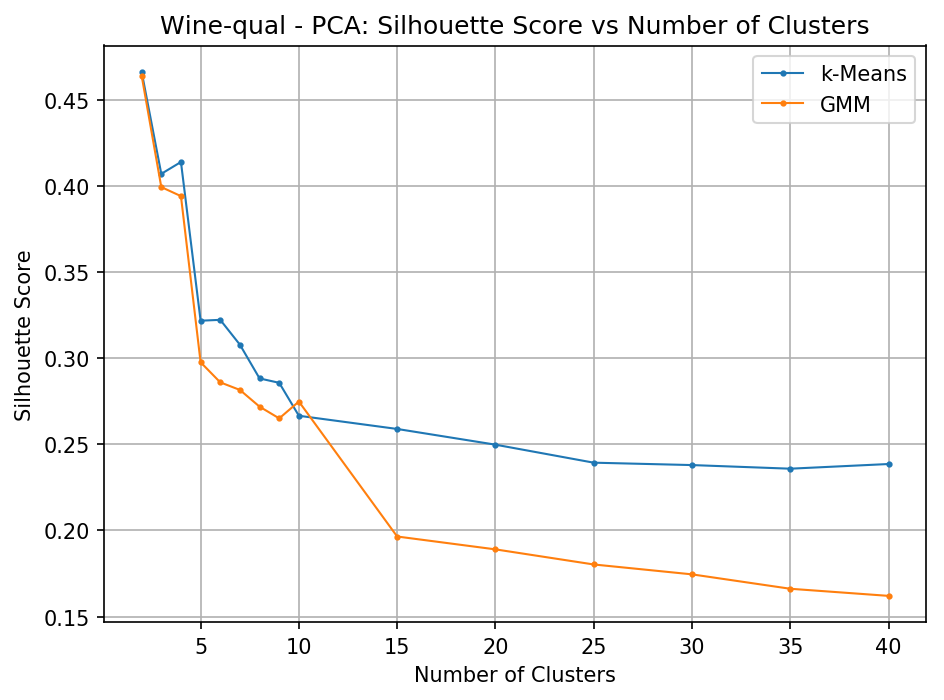 Wine-qual - PCA: Silhouette Score vs Number of Clusters
k-Means
GMM
Silhouette Score
0.45
0.40
0.35
0.30
0.25
0.20
0.15
5 10 15 20 25 30 35 40
Number of Clusters